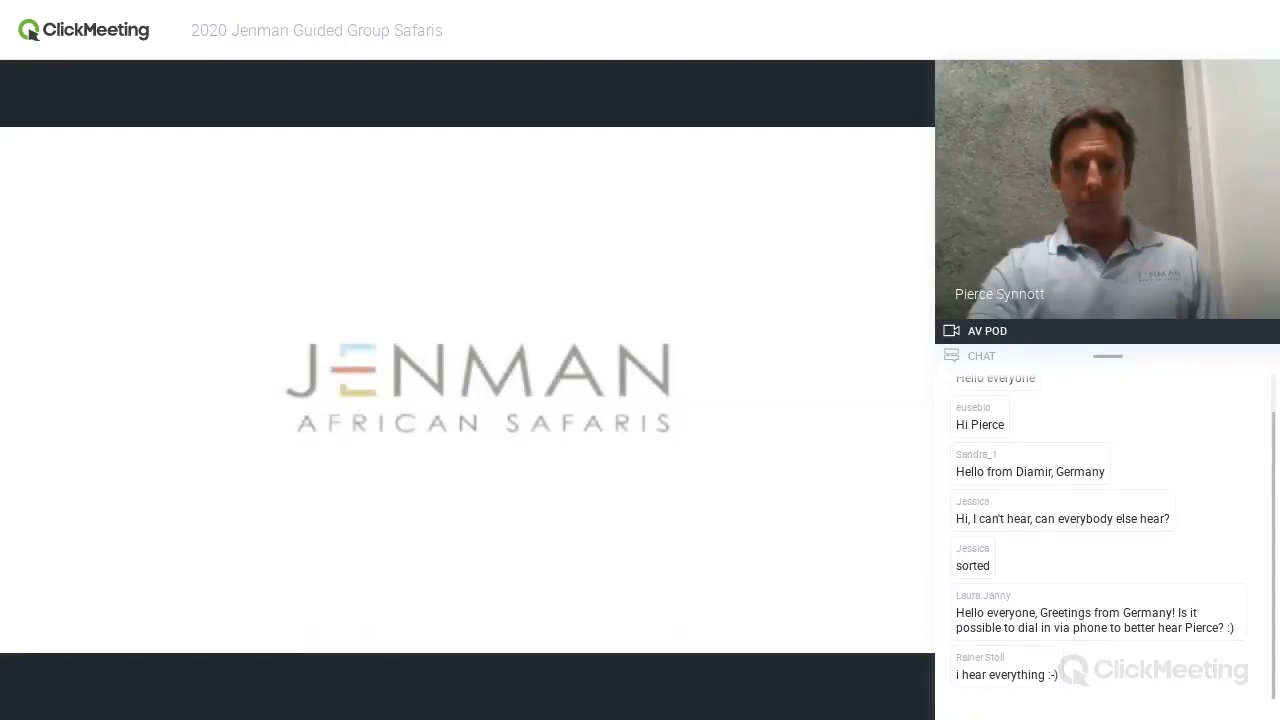 ClickMeeting
2020 Jenman Guided Group Safaris
JENMAN
AFRICAN SAFARIS
Pierce Synnott
AV POD
CHAT
Hello everyone
eusebio
Hi Pierce
Sandra_1
Hello from Diamir, Germany
Jessica
Hi, I can't hear, can everybody else hear?
Jessica
sorted
Laura.Janny
Hello everyone, Greetings from Germany! Is it
possible to dial in via phone to better hear Pierce? :)
Rainer Stoll
i hear everything :-)
ClickMeeting